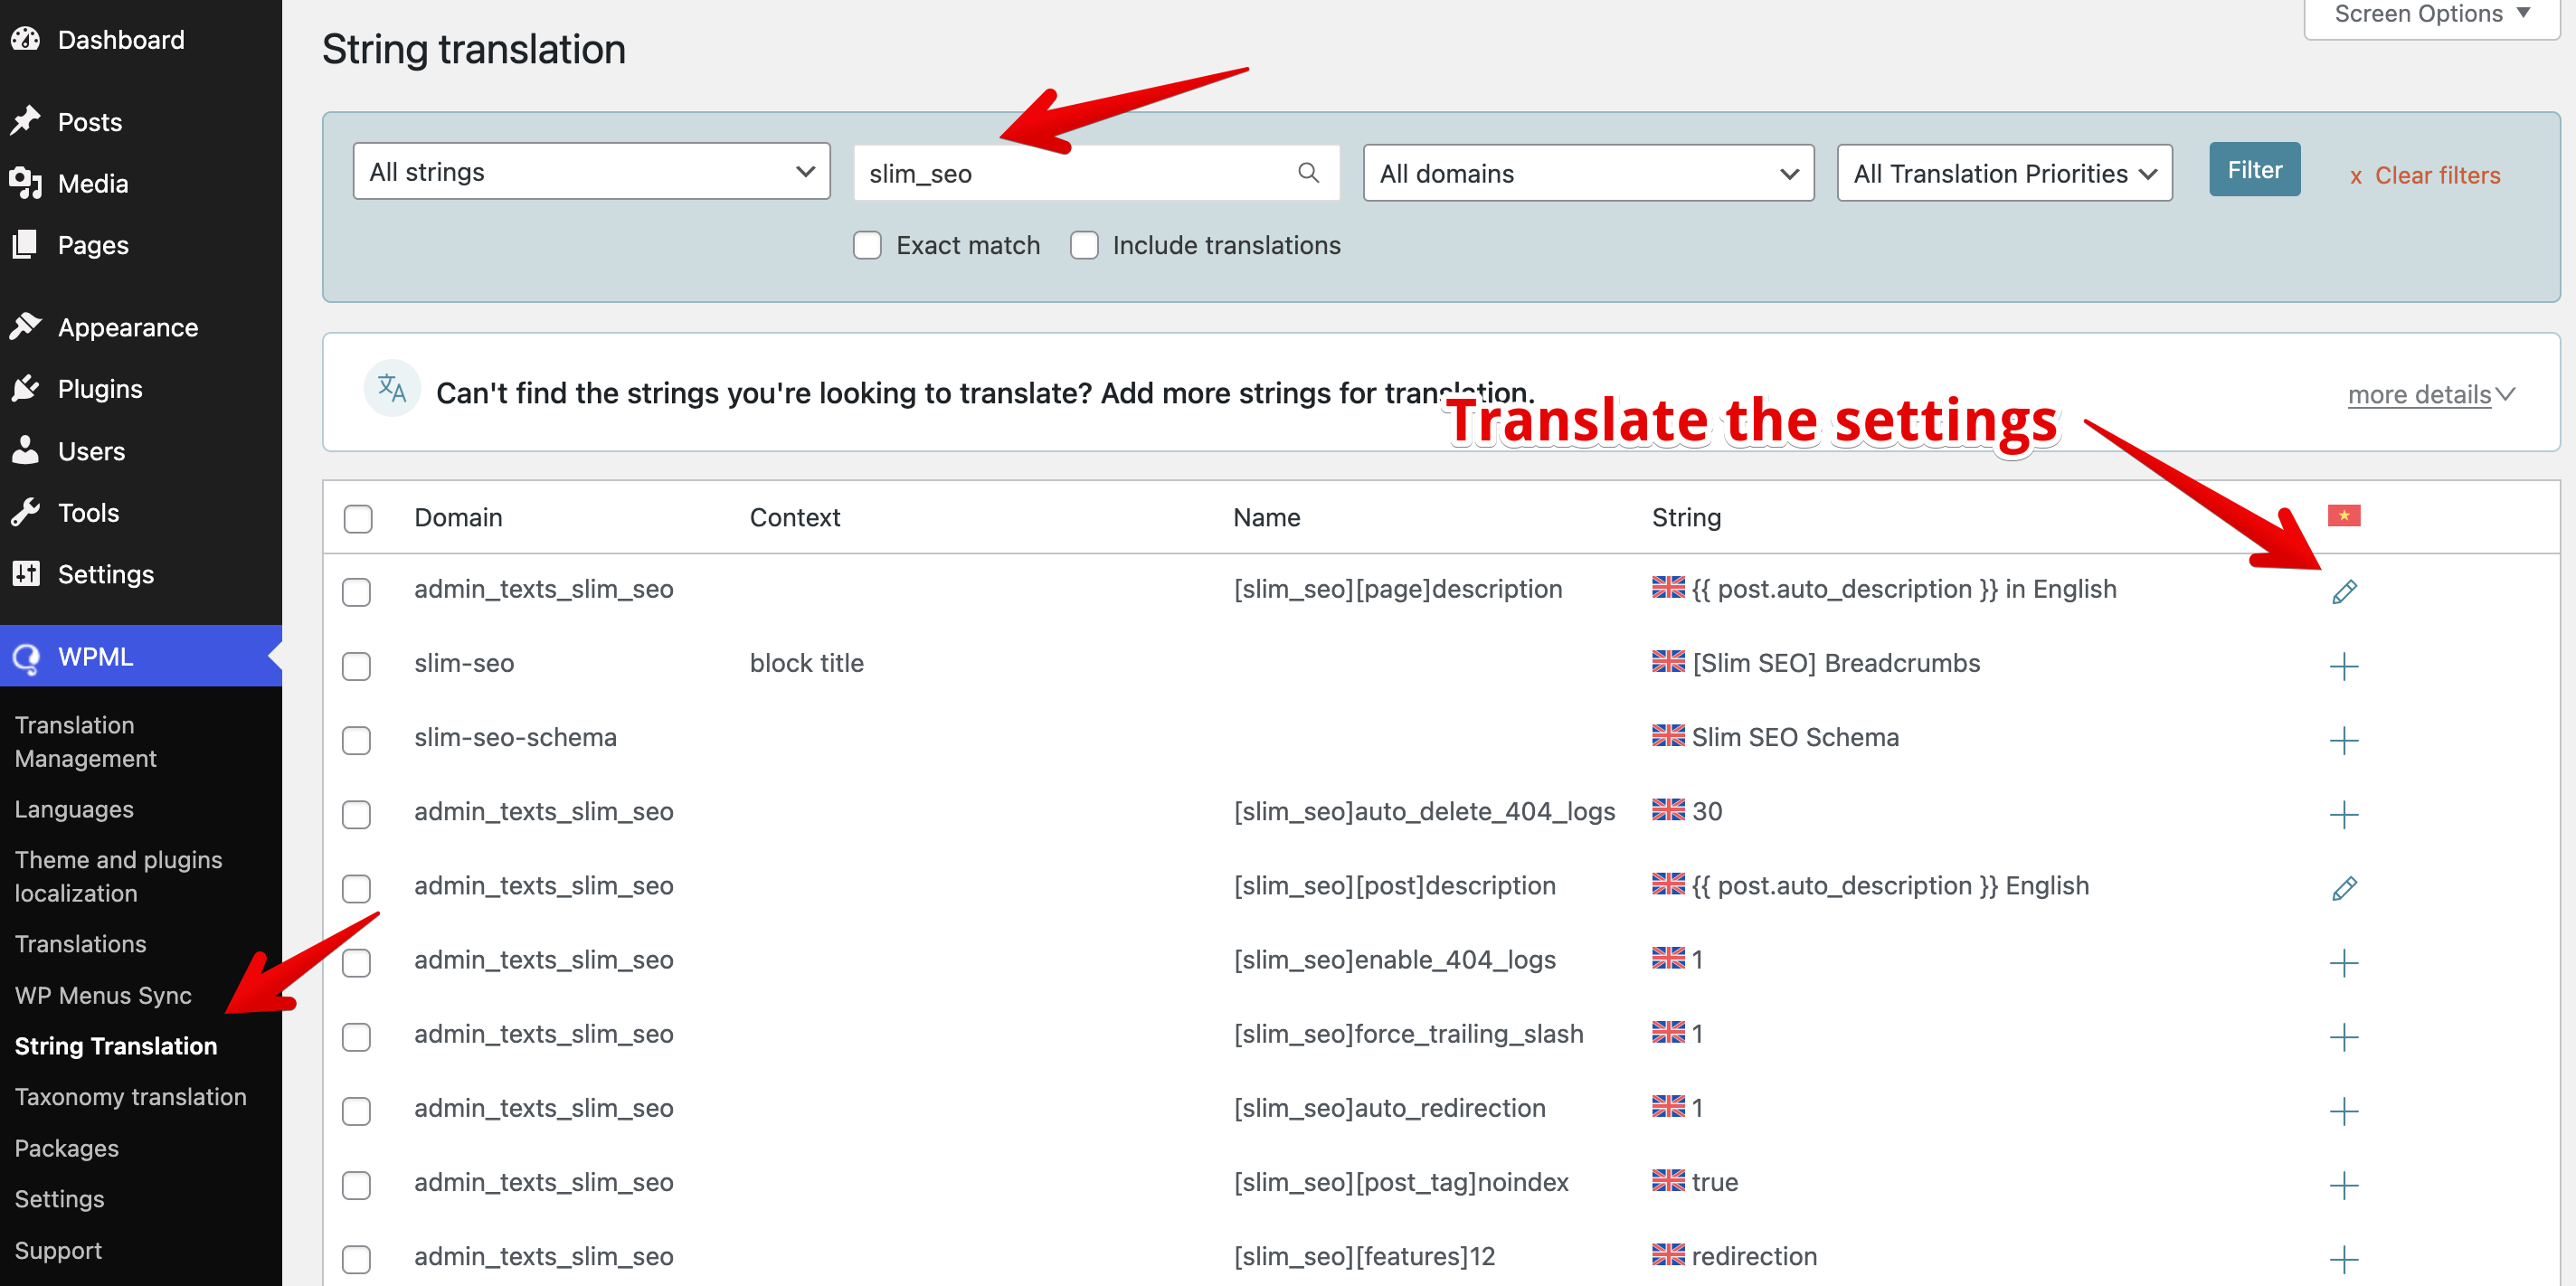 Screen Options
Dashboard
Posts
Media
Pages
Appearance
Plugins
Users
Tools
Settings
WPML
Translation
Management
Languages
Theme and plugins
localization
Translations
WP Menus Sync
String Translation
Taxonomy translation
Packages
Settings
Support
String translation
All strings slim_seo All domains All Translation Priorities Filter x Clear filters
Exact match Include translations
Can't find the strings you're looking to translate? Add more strings for translation. more details
Translate the settings
Domain Context Name String
admin_texts_slim_seo [slim_seo][page]description {{ post.auto_description }} in English
slim-seo block title [Slim SEO] Breadcrumbs
slim-seo-schema Slim SEO Schema
admin_texts_slim_seo [slim_seo]auto_delete_404_logs 30
admin_texts_slim_seo [slim_seo][post]description {{ post.auto_description }} English
admin_texts_slim_seo [slim_seo]enable_404_logs 1
admin_texts_slim_seo [slim_seo]force_trailing_slash 1
admin_texts_slim_seo [slim_seo]auto_redirection 1
admin_texts_slim_seo [slim_seo][post_tag]noindex true
admin_texts_slim_seo [slim_seo][features]12 redirection